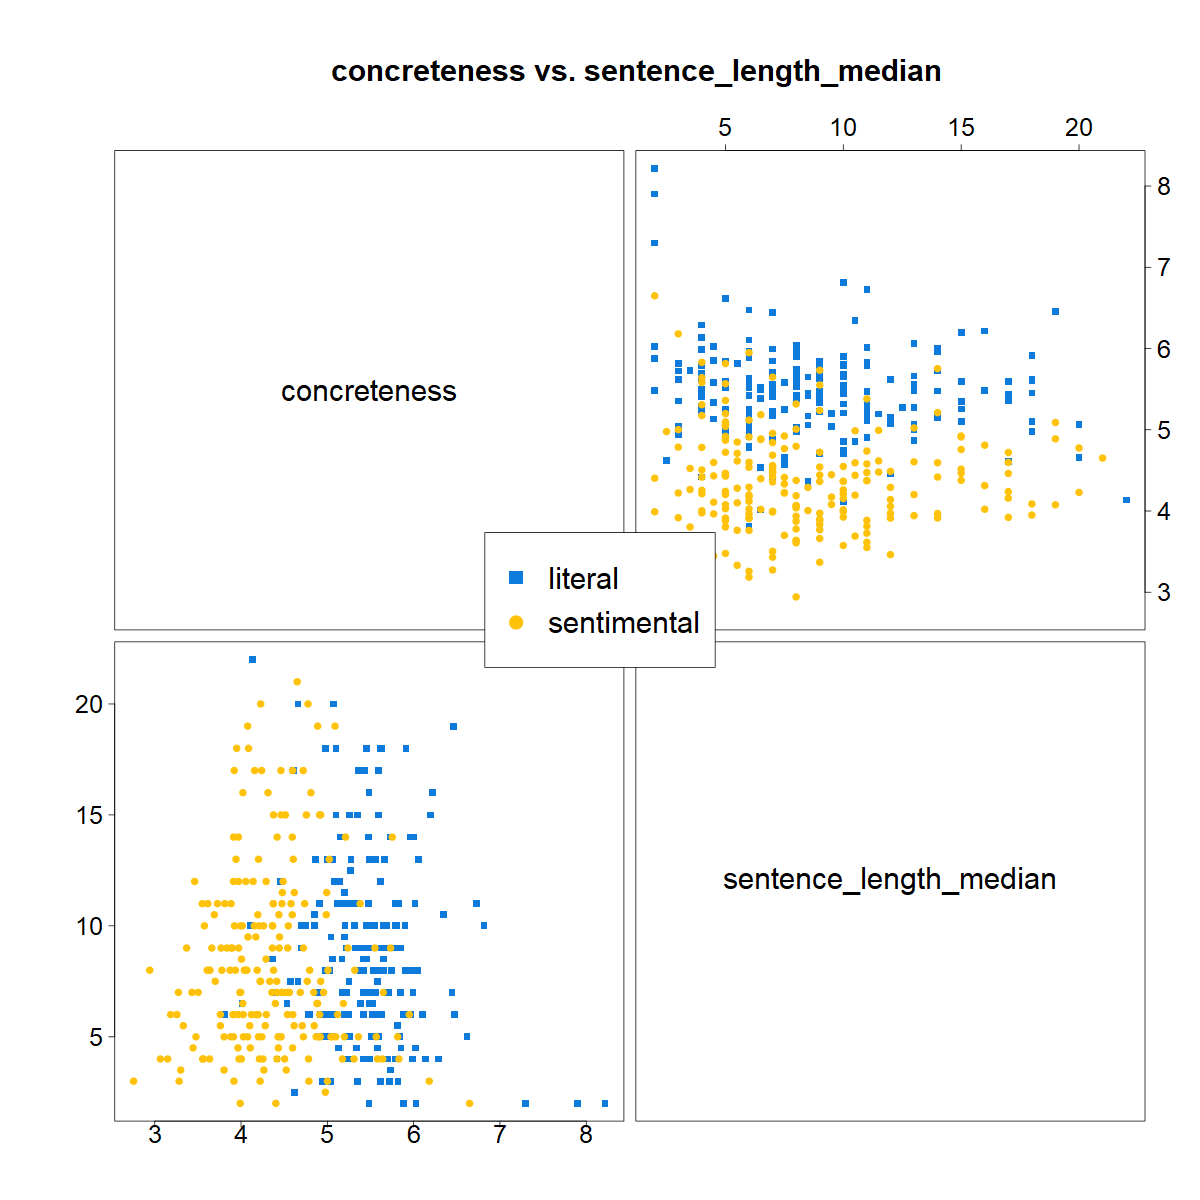 concreteness vs. sentence_length_median
5 10 15 20
8
7
6
5
4
3
concreteness
literal
sentimental
20
15
10
5
sentence_length_median
3 4 5 6 7 8